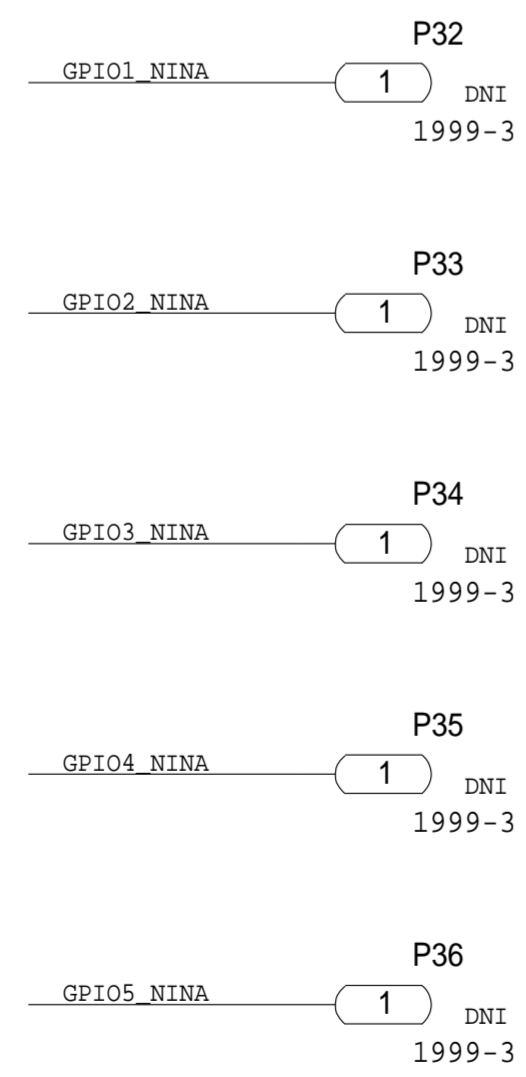 P32
GPIO1_NINA
1
DNI
1999-3
P33
GPIO2_NINA
1
DNI
1999-3
P34
GPIO3_NINA
1
DNI
1999-3
P35
GPIO4_NINA
1
DNI
1999-3
P36
GPIO5_NINA
1
DNI
1999-3